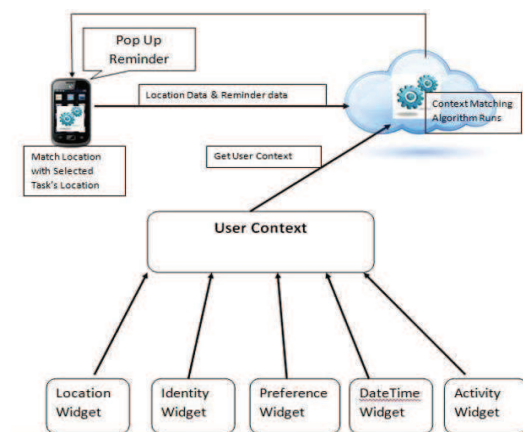 Pop Up
Reminder
Location Data & Reminder data
Context Matching
Algorithm Runs
Match Location
with Selected
Task's Location
Get User Context
User Context
Location
Widget
Identity
Widget
Preference
Widget
DateTime
Widget
Activity
Widget